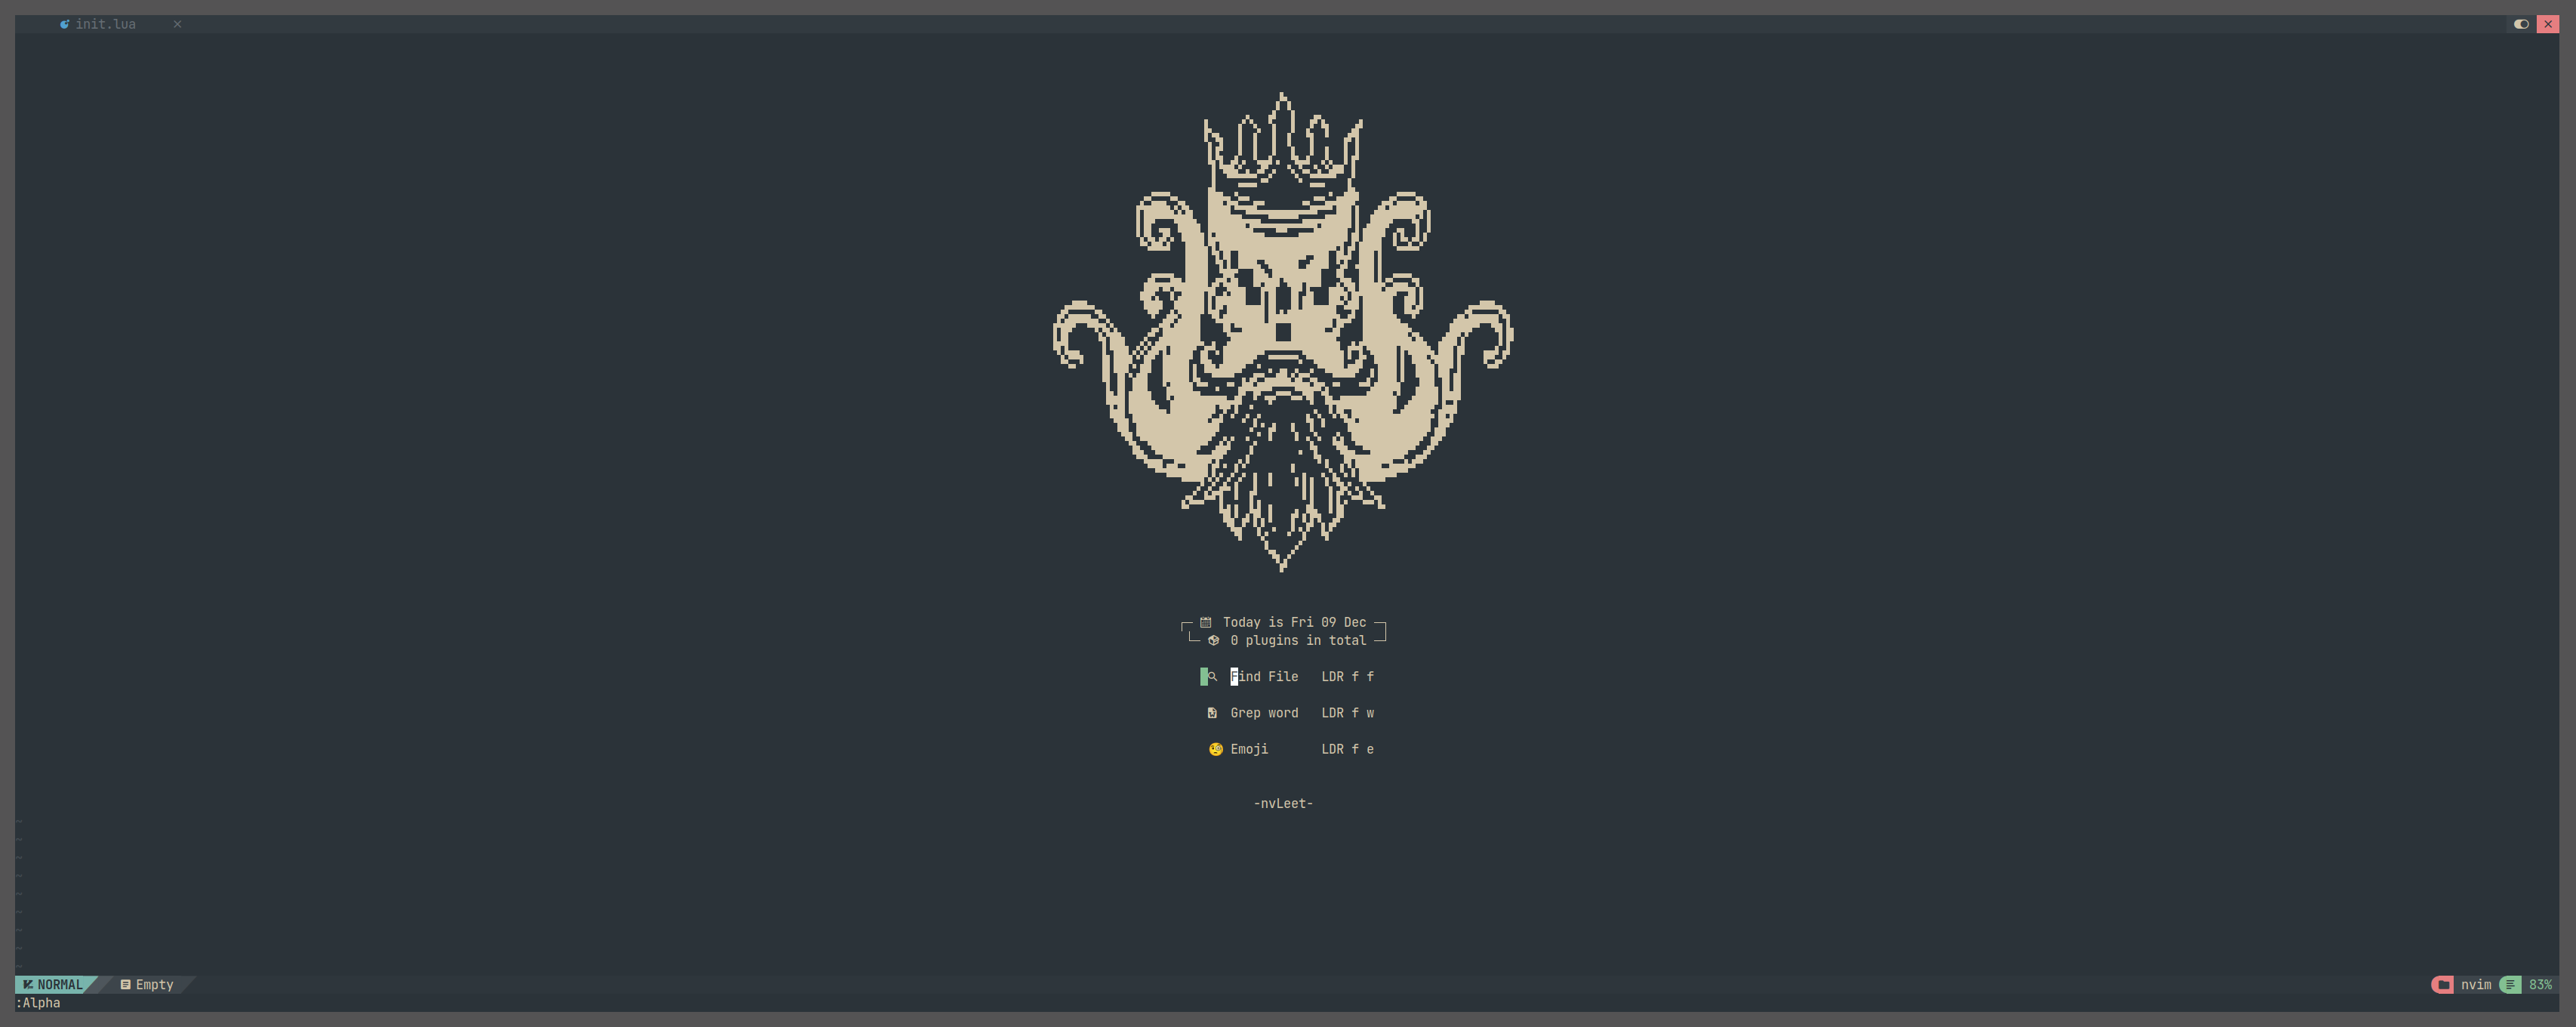 init.lua
Today is Fri 09 Dec
0 plugins in total
Find File LDR f f
Grep word LDR f w
Emoji LDR f e
-nvLeet-
~
~
~
~
~
~
~
~
~
NORMAL Empty nvim 83%
:Alpha